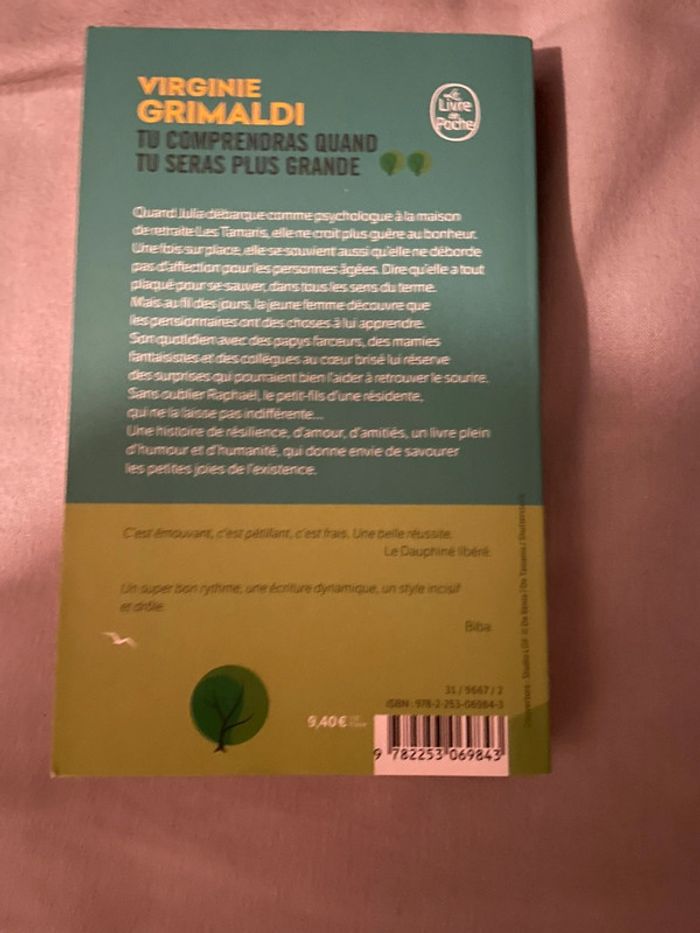 VIRGINIE
GRIMALDI
TU COMPRENDRAS QUAND
TU SERAS PLUS GRANDE
Le
Livre
de
Poche
Quand Julia débarque comme psychologue à la maison
de retraite Les Tamaris, elle ne croit plus guère au bonheur.
Une fois sur place, elle se souvient aussi qu'elle ne déborde
pas d'affection pour les personnes âgées. Dire qu'elle a tout
plaqué pour se sauver, dans tous les sens du terme.
Mais au fil des jours, la jeune femme découvre que
les pensionnaires ont des choses à lui apprendre.
Son quotidien avec des papys farceurs, des mamies
fantaisistes et des collègues au cœur brisé lui réserve
des surprises qui pourraient bien l'aider à retrouver le sourire.
Sans oublier Raphaël, le petit-fils d'une résidente,
qui ne la laisse pas indifférente...
Une histoire de résilience, d'amour, d'amitiés, un livre plein
d'humour et d'humanité, qui donne envie de savourer
les petites joies de l'existence.
C'est émouvant, c'est pétillant, c'est frais. Une belle réussite.
Le Dauphiné libéré.
Un super bon rythme, une écriture dynamique, un style incisif
et drôle.
Biba.
31 / 9667 / 2
ISBN : 978-2-253-06984-3
9,40 €
9 782253 069843